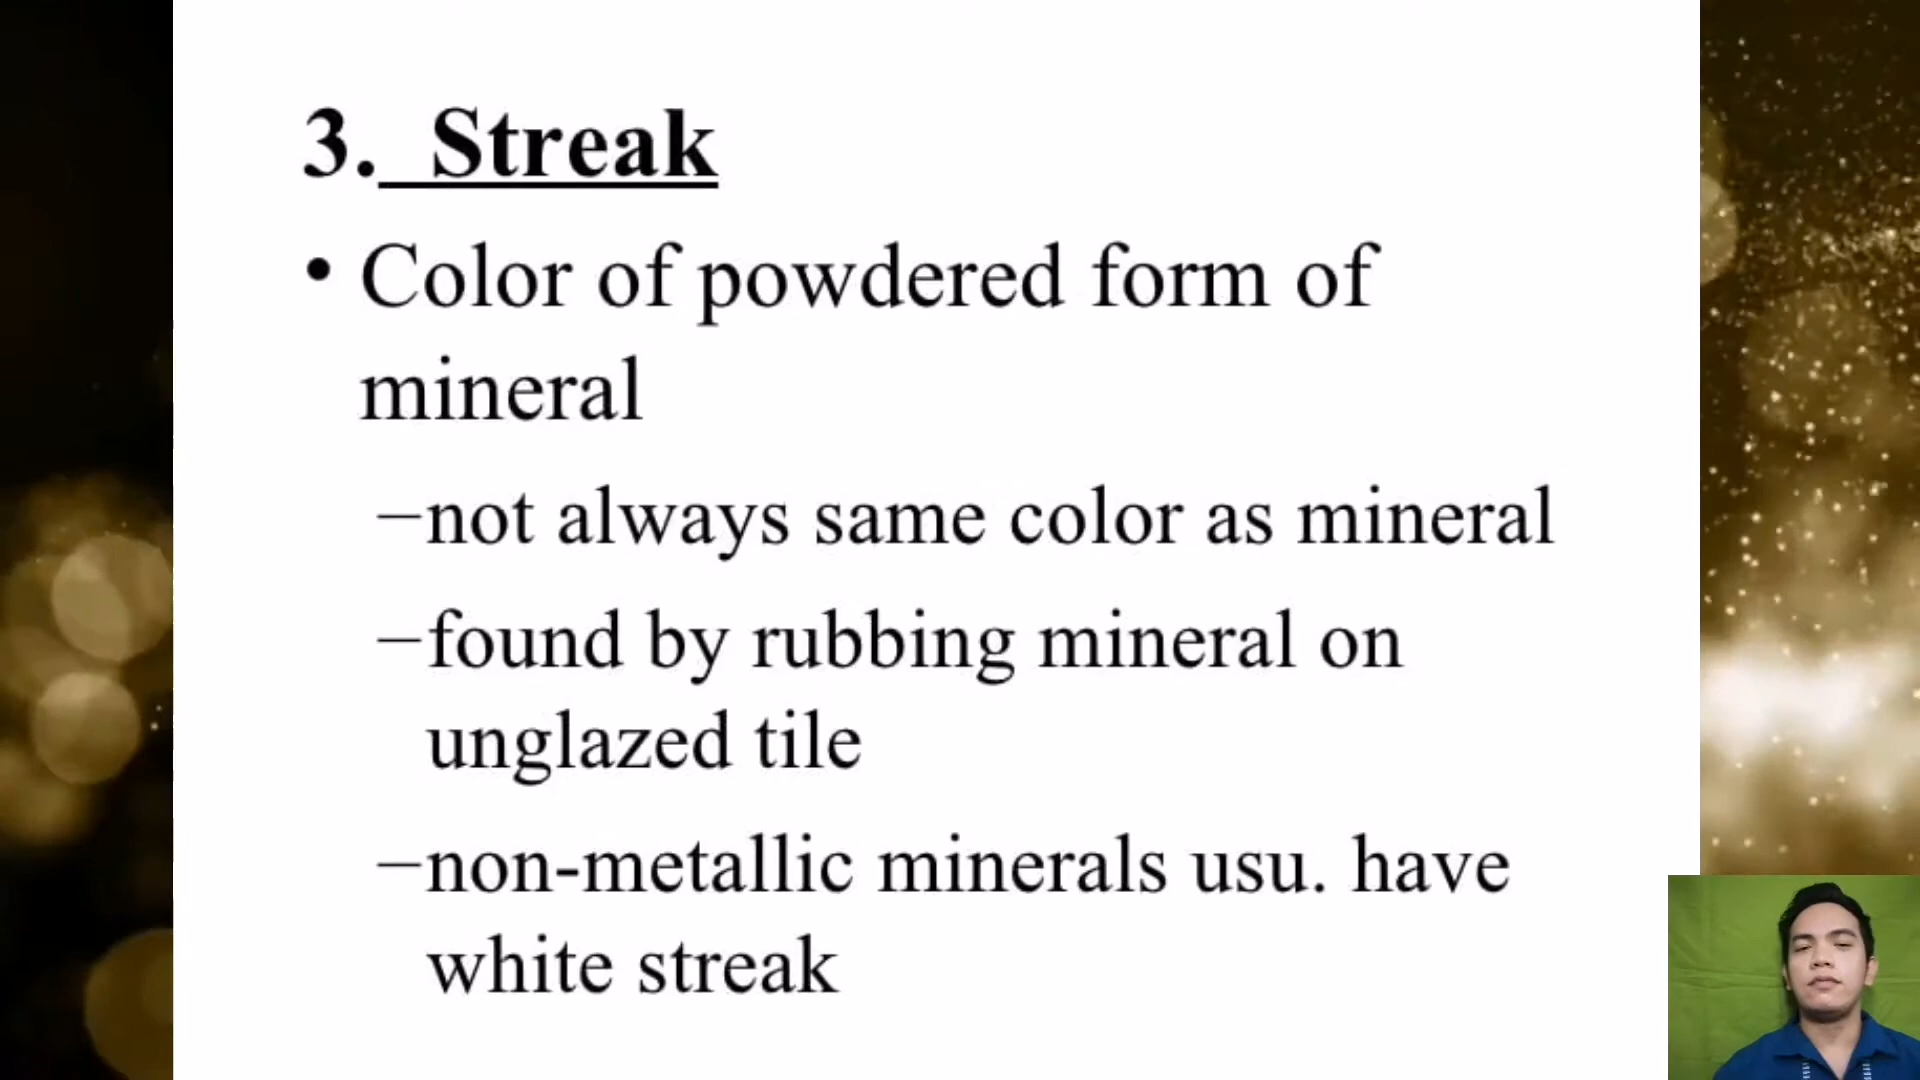 3. Streak
• Color of powdered form of
mineral
–not always same color as mineral
–found by rubbing mineral on
unglazed tile
–non-metallic minerals usu. have
white streak